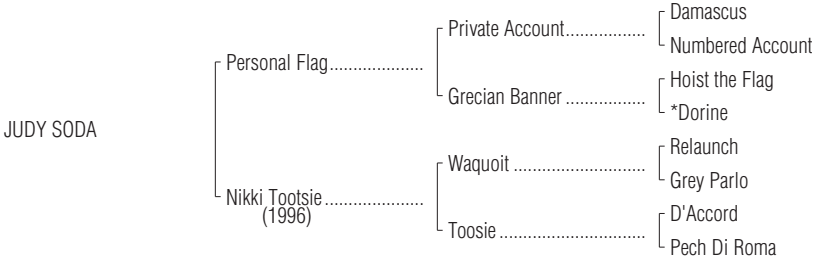 Damascus
Private Account..................
Numbered Account
Personal Flag.....................
Hoist the Flag
Grecian Banner ..................
*Dorine
JUDY SODA
Relaunch
Waquoit ..............................
Grey Parlo
Nikki Tootsie......................
(1996)
D'Accord
Toosie .................................
Pech Di Roma